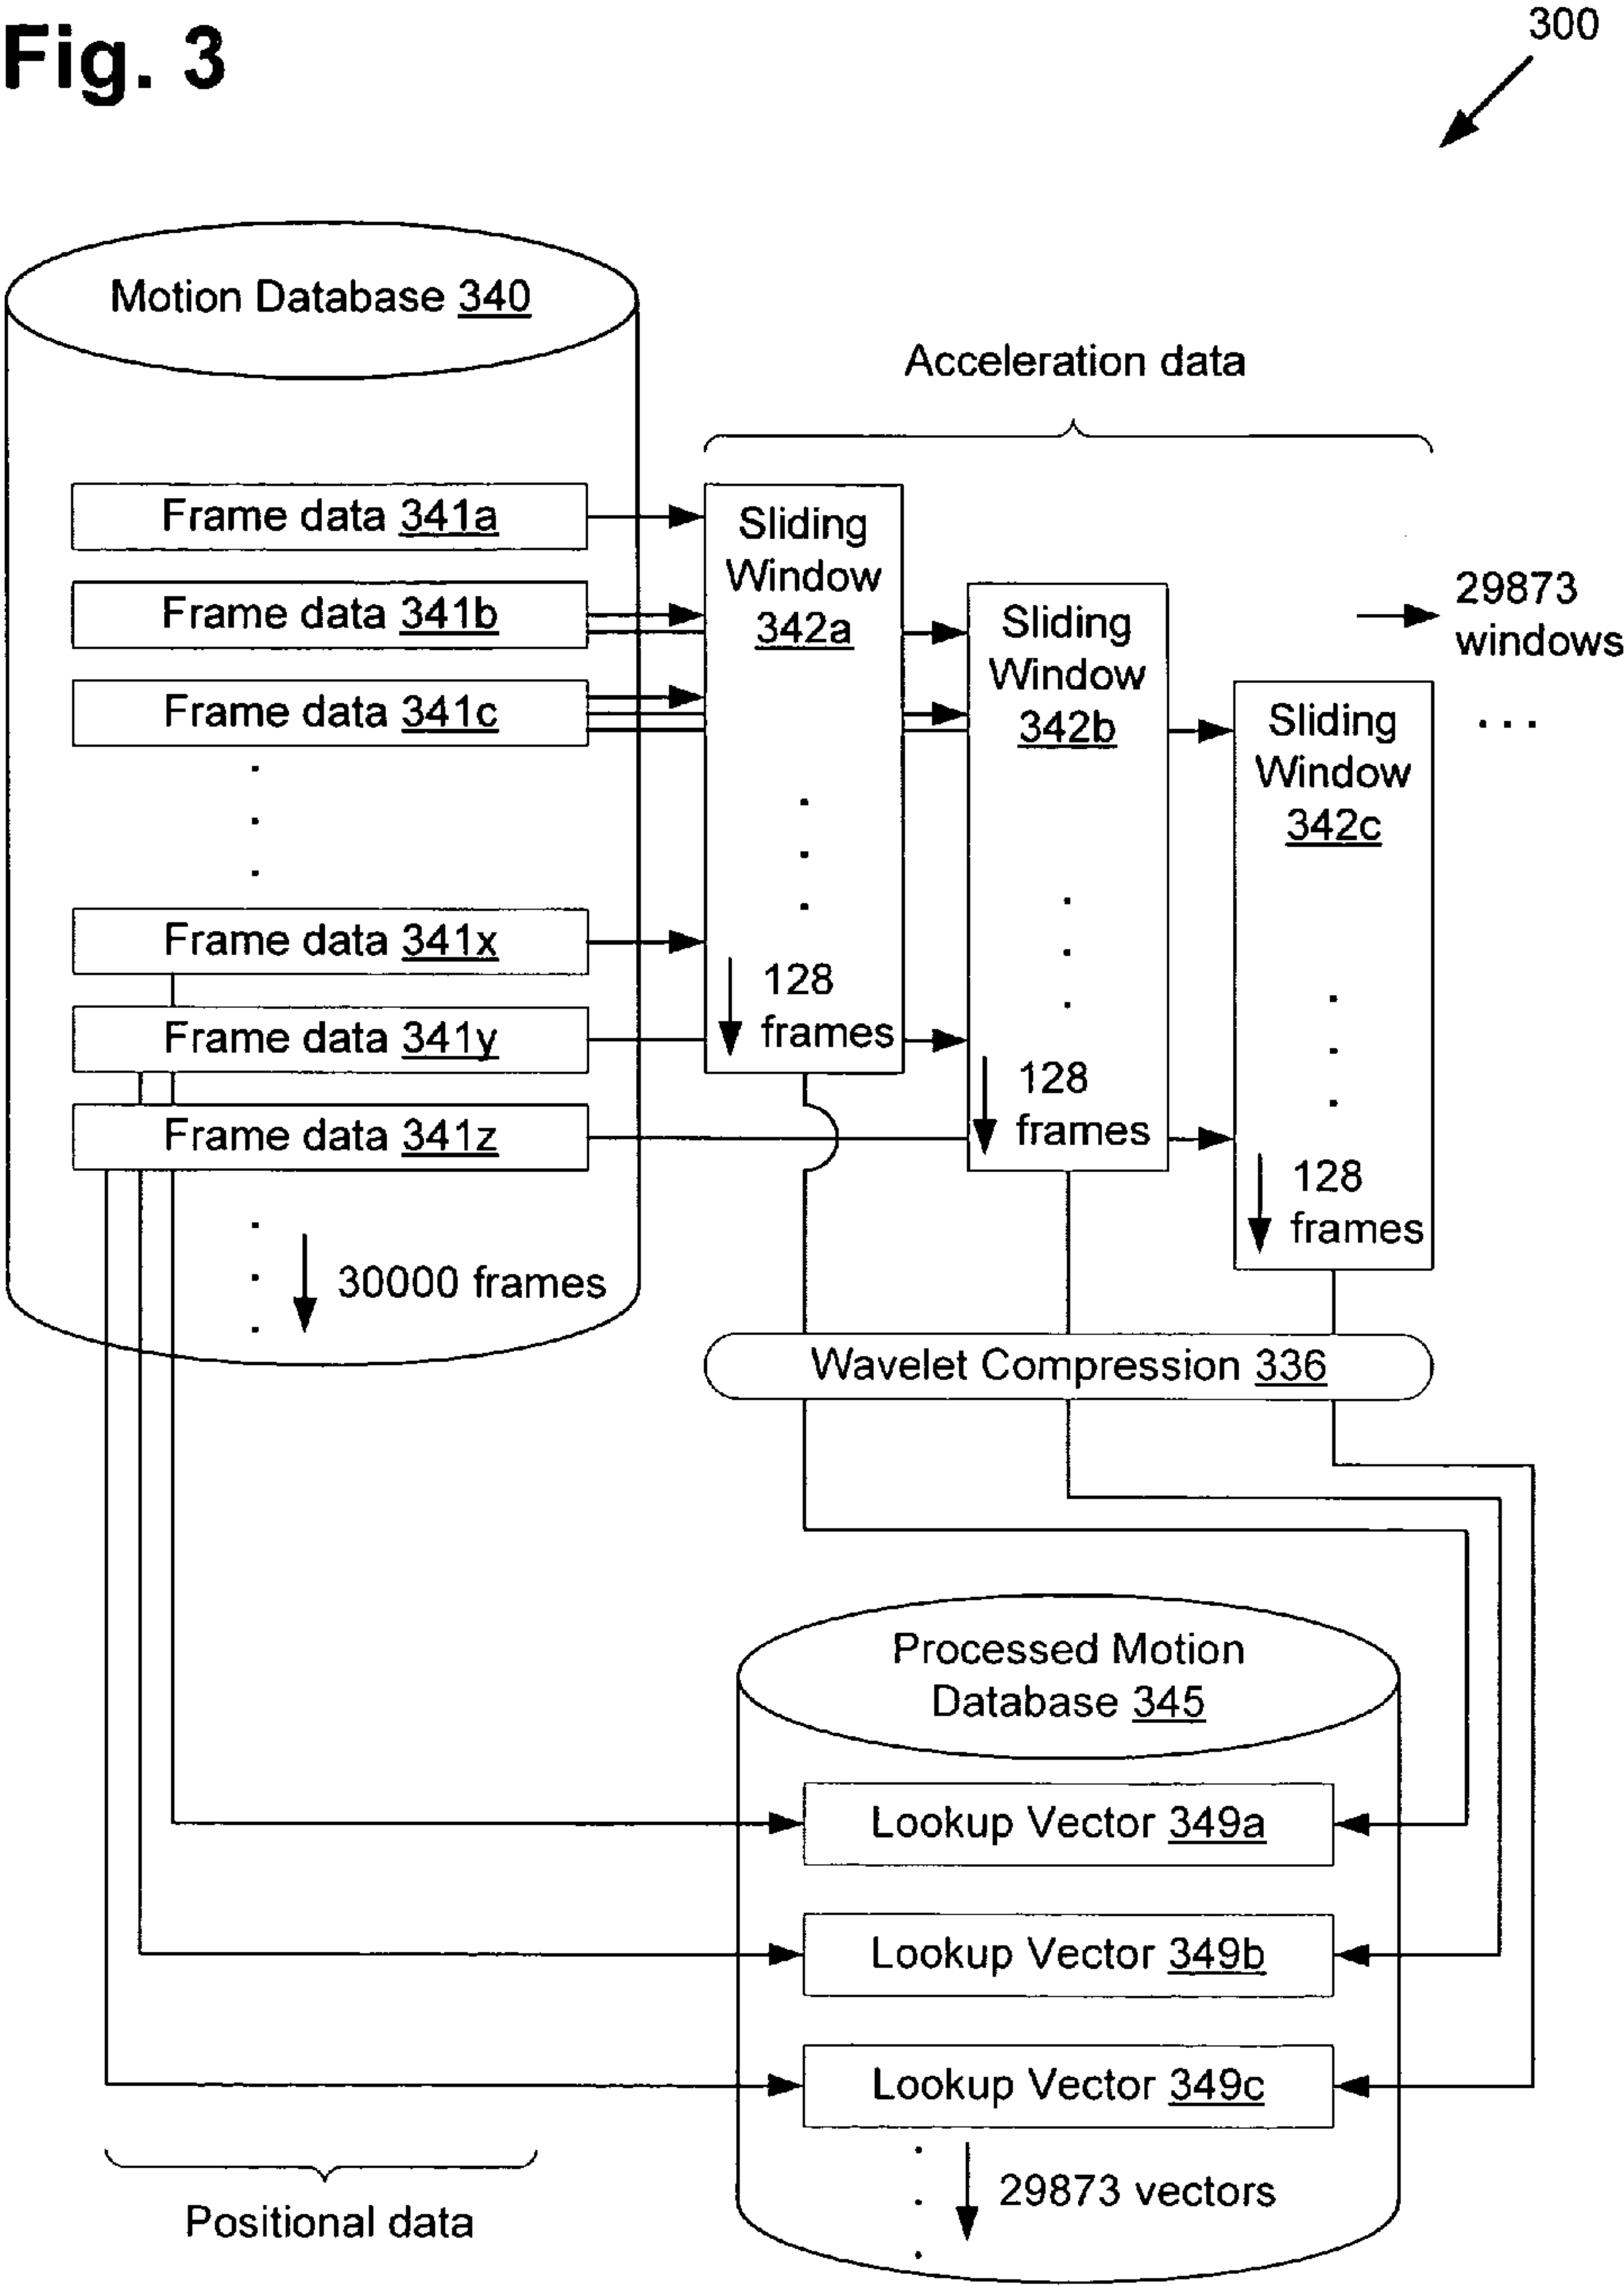 Fig. 3
300
Motion Database 340
Acceleration data
Frame data 341a
Frame data 341b
Frame data 341c
Frame data 341x
Frame data 341y
Frame data 341z
30000 frames
Sliding
Window
342a
128
frames
Sliding
Window
342b
128
frames
Sliding
Window
342c
128
frames
29873
windows
. . .
Wavelet Compression 336
Processed Motion
Database 345
Lookup Vector 349a
Lookup Vector 349b
Lookup Vector 349c
29873 vectors
Positional data